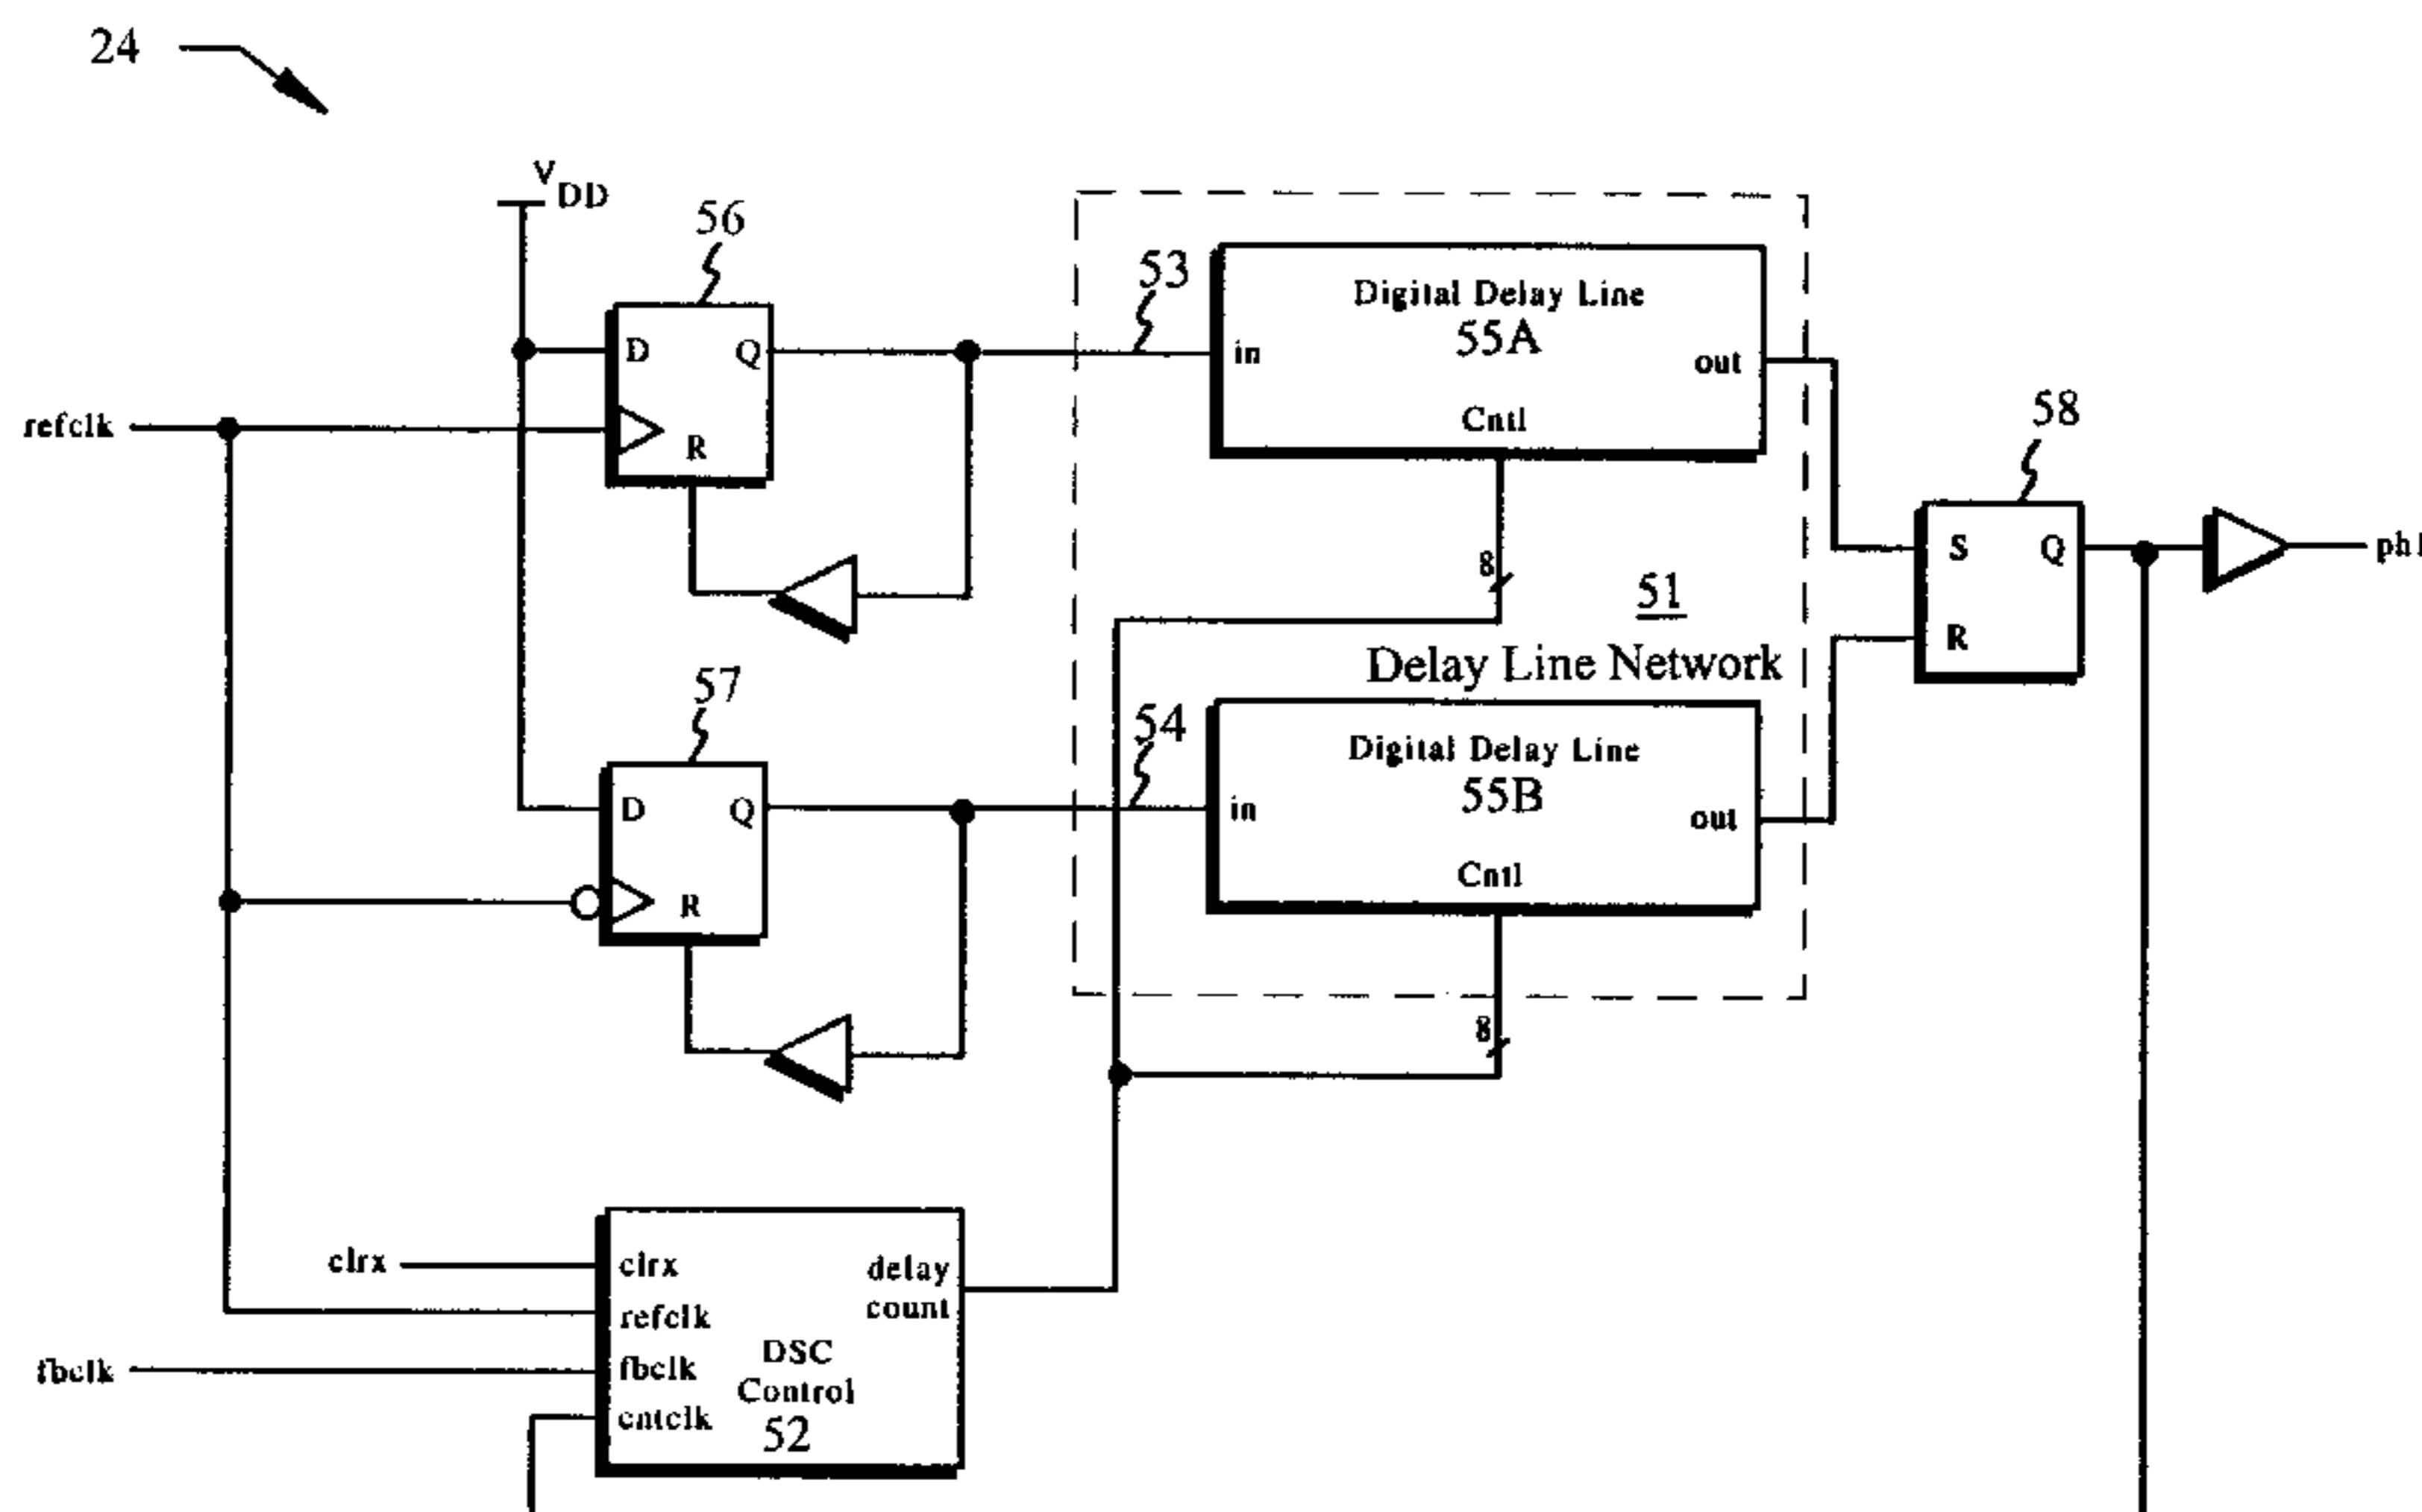 24
VDD
56
53
Digital Delay Line
55A
D
Q
in
out
58
refclk
R
Cntl
8
S
Q
ph1
51
R
Delay Line Network
57
54
Digital Delay Line
55B
D
Q
in
out
R
Cntl
8
clrx
clrx
delay
count
refclk
fbclk
fbclk
DSC
Control
cntclk
52